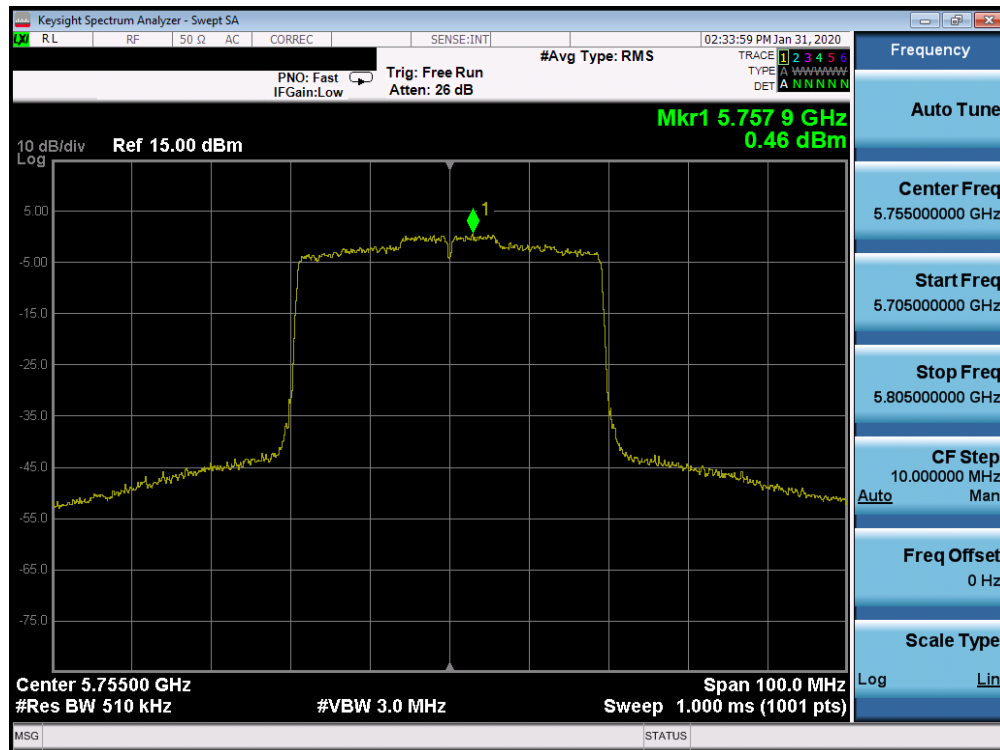 Keysight Spectrum Analyzer - Swept SA
LXI RL RF 50 Ω AC CORREC SENSE:INT 02:33:59 PM Jan 31, 2020
#Avg Type: RMS
PNO: Fast
IFGain:Low
Trig: Free Run
Atten: 26 dB
TRACE 1 2 3 4 5 6
TYPE A WWWWW
DET A N N N N N
Mkr1 5.757 9 GHz
0.46 dBm
10 dB/div
Log
Ref 15.00 dBm
5.00
-5.00
-15.0
-25.0
-35.0
-45.0
-55.0
-65.0
-75.0
1
Center 5.75500 GHz
#Res BW 510 kHz
#VBW 3.0 MHz
Span 100.0 MHz
Sweep 1.000 ms (1001 pts)
MSG
STATUS
Frequency
Auto Tune
Center Freq
5.755000000 GHz
Start Freq
5.705000000 GHz
Stop Freq
5.805000000 GHz
CF Step
10.000000 MHz
Auto Man
Freq Offset
0 Hz
Scale Type
Log Lin